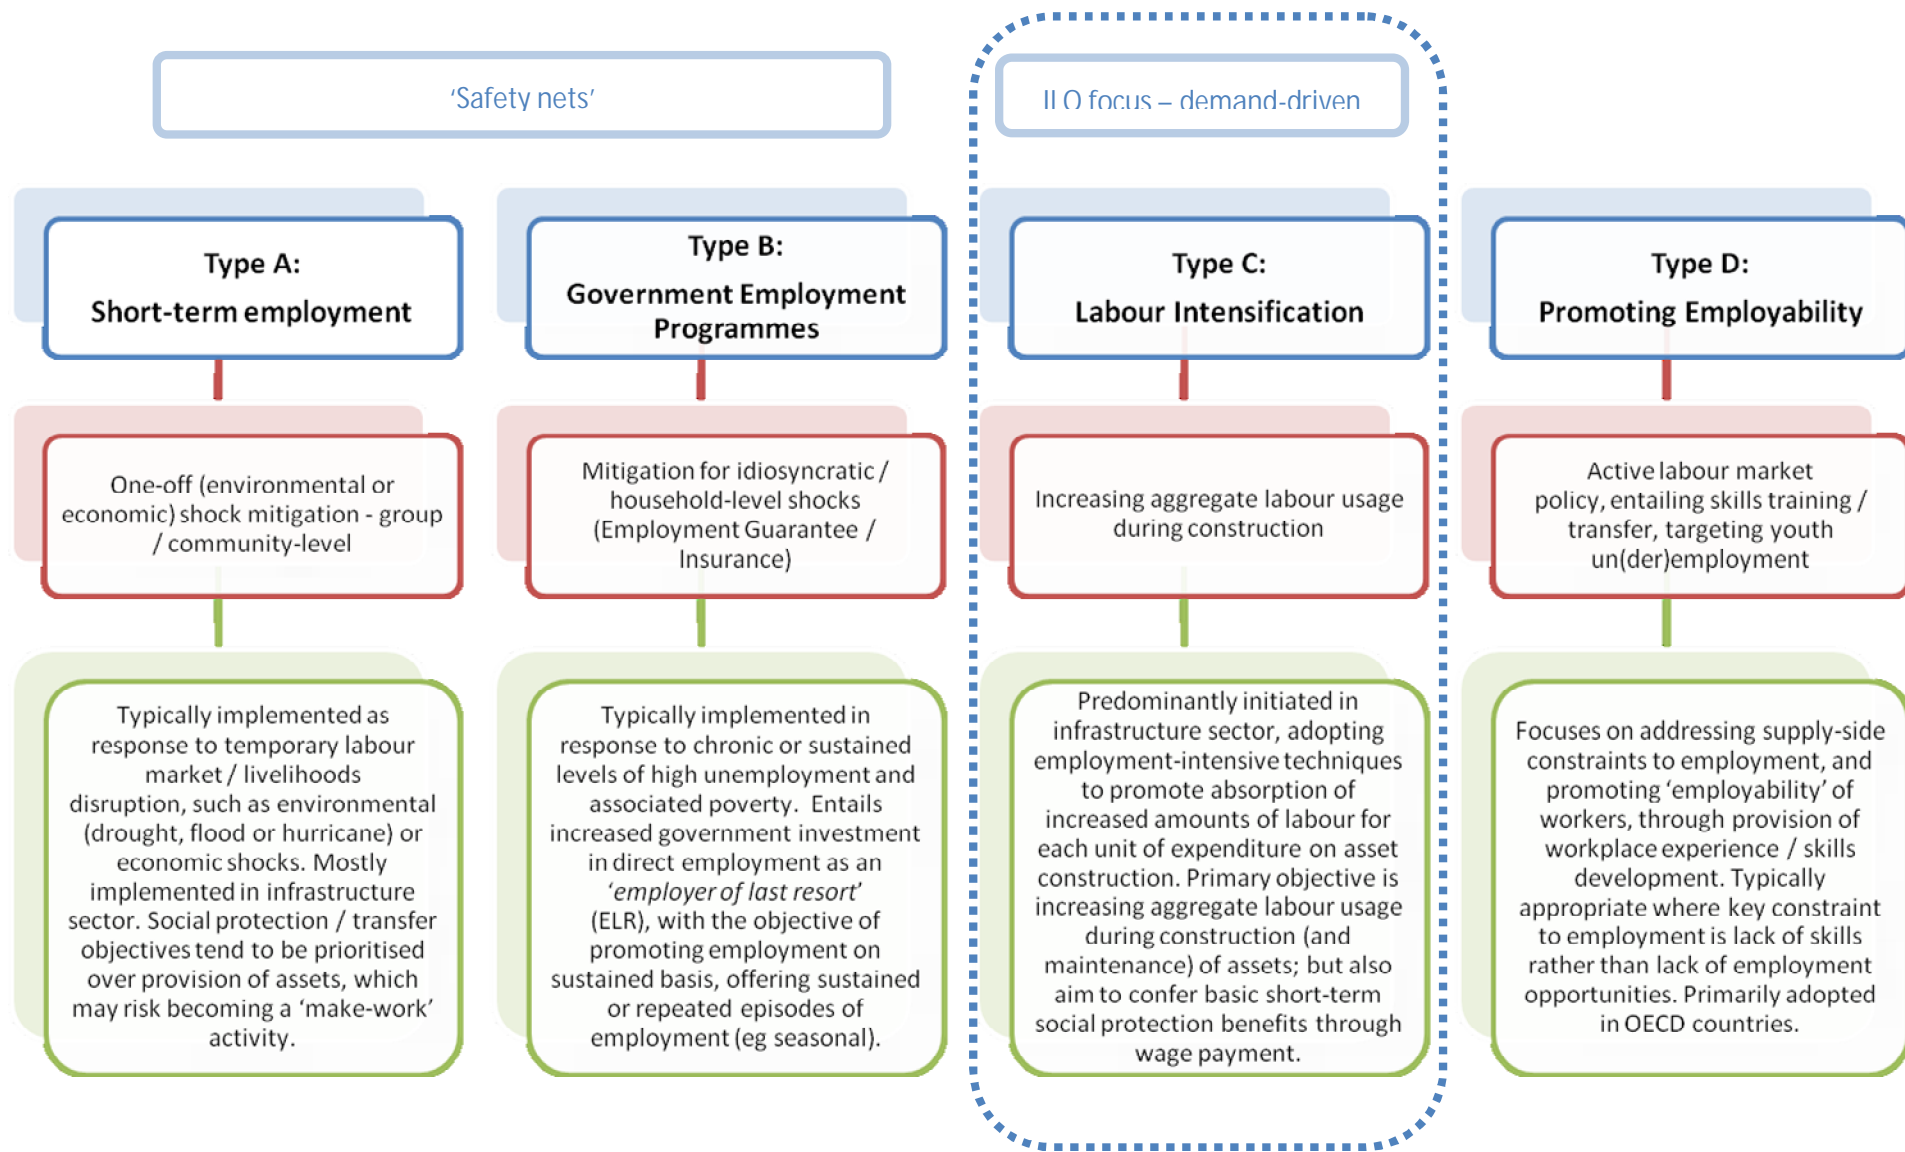 ‘Safety nets’
ILO focus – demand-driven
Type A:
Short-term employment
One-off (environmental or
economic) shock mitigation - group
/ community-level
Typically implemented as
response to temporary labour
market / livelihoods
disruption, such as environmental
(drought, flood or hurricane) or
economic shocks. Mostly
implemented in infrastructure
sector. Social protection / transfer
objectives tend to be prioritised
over provision of assets, which
may risk becoming a ‘make-work’
activity.
Type B:
Government Employment
Programmes
Mitigation for idiosyncratic /
household-level shocks
(Employment Guarantee /
Insurance)
Typically implemented in
response to chronic or sustained
levels of high unemployment and
associated poverty.  Entails
increased government investment
in direct employment as an
‘employer of last resort’
(ELR), with the objective of
promoting employment on
sustained basis, offering sustained
or repeated episodes of
employment (eg seasonal).
Type C:
Labour Intensification
Increasing aggregate labour usage
during construction
Predominantly initiated in
infrastructure sector, adopting
employment-intensive techniques
to promote absorption of
increased amounts of labour for
each unit of expenditure on asset
construction. Primary objective is
increasing aggregate labour usage
during construction (and
maintenance) of assets; but also
aim to confer basic short-term
social protection benefits through
wage payment.
Type D:
Promoting Employability
Active labour market
policy, entailing skills training /
transfer, targeting youth
un(der)employment
Focuses on addressing supply-side
constraints to employment, and
promoting ‘employability’ of
workers, through provision of
workplace experience / skills
development. Typically
appropriate where key constraint
to employment is lack of skills
rather than lack of employment
opportunities. Primarily adopted
in OECD countries.